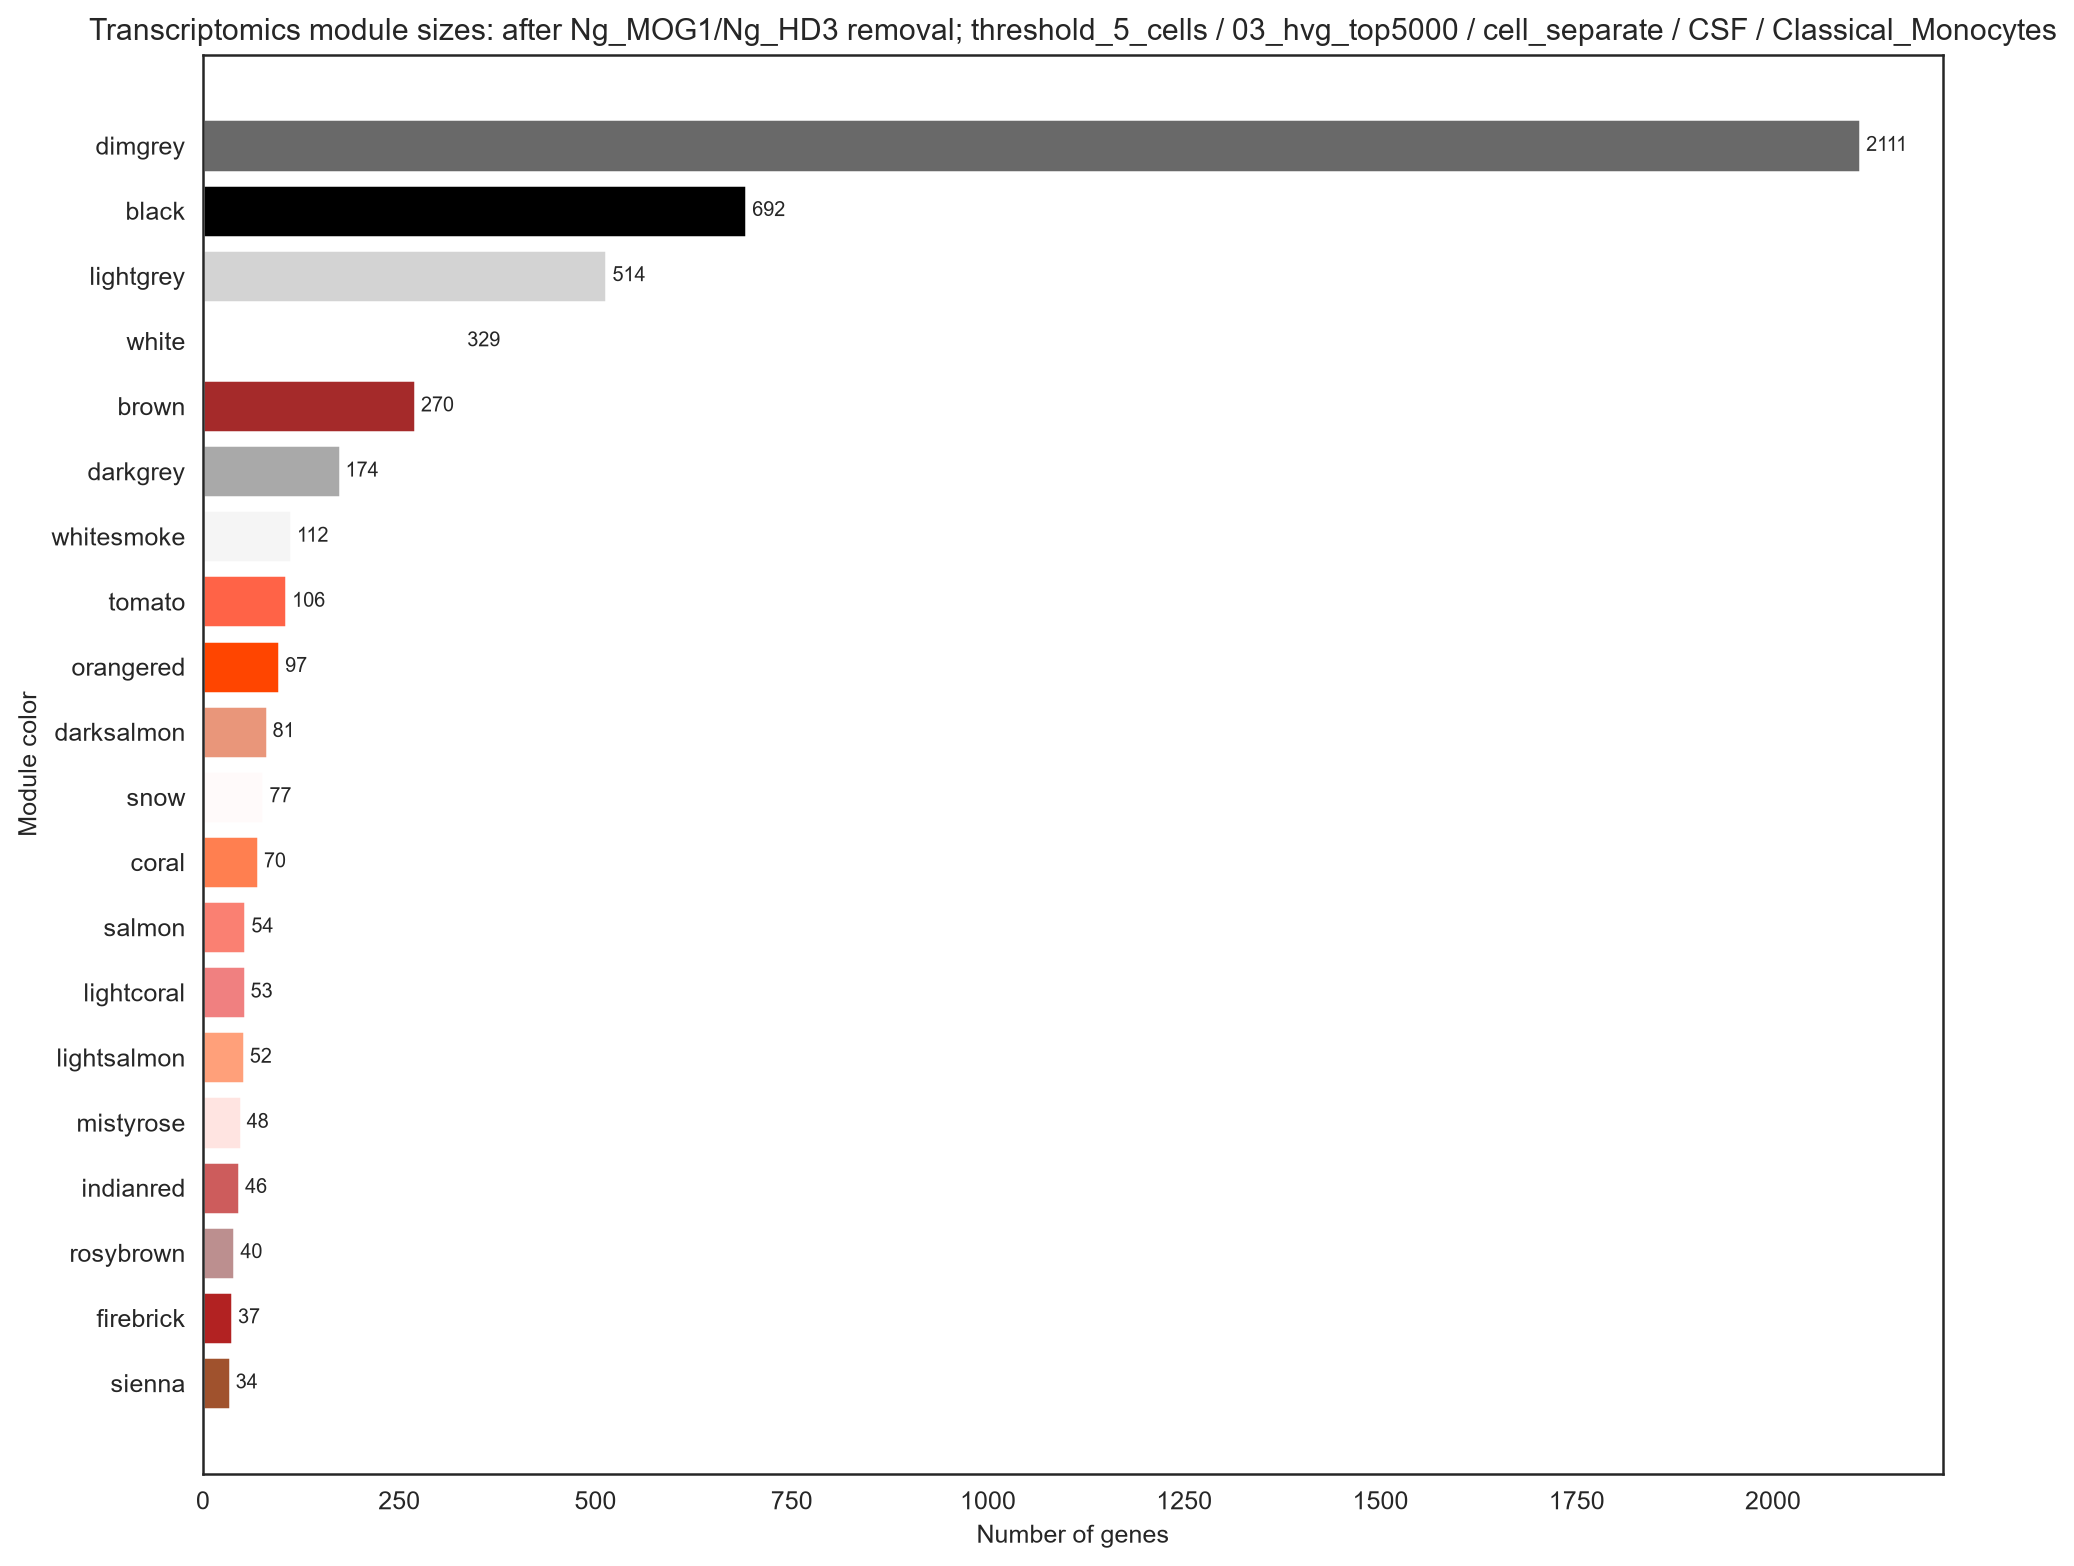 Transcriptomics module sizes: after Ng_MOG1/Ng_HD3 removal; threshold_5_cells / 03_hvg_top5000 / cell_separate / CSF / Classical_Monocytes
dimgrey 2111
black 692
lightgrey 514
white 329
brown 270
darkgrey 174
whitesmoke 112
tomato 106
orangered 97
darksalmon 81
snow 77
coral 70
salmon 54
lightcoral 53
lightsalmon 52
mistyrose 48
indianred 46
rosybrown 40
firebrick 37
sienna 34
Module color
0 250 500 750 1000 1250 1500 1750 2000
Number of genes